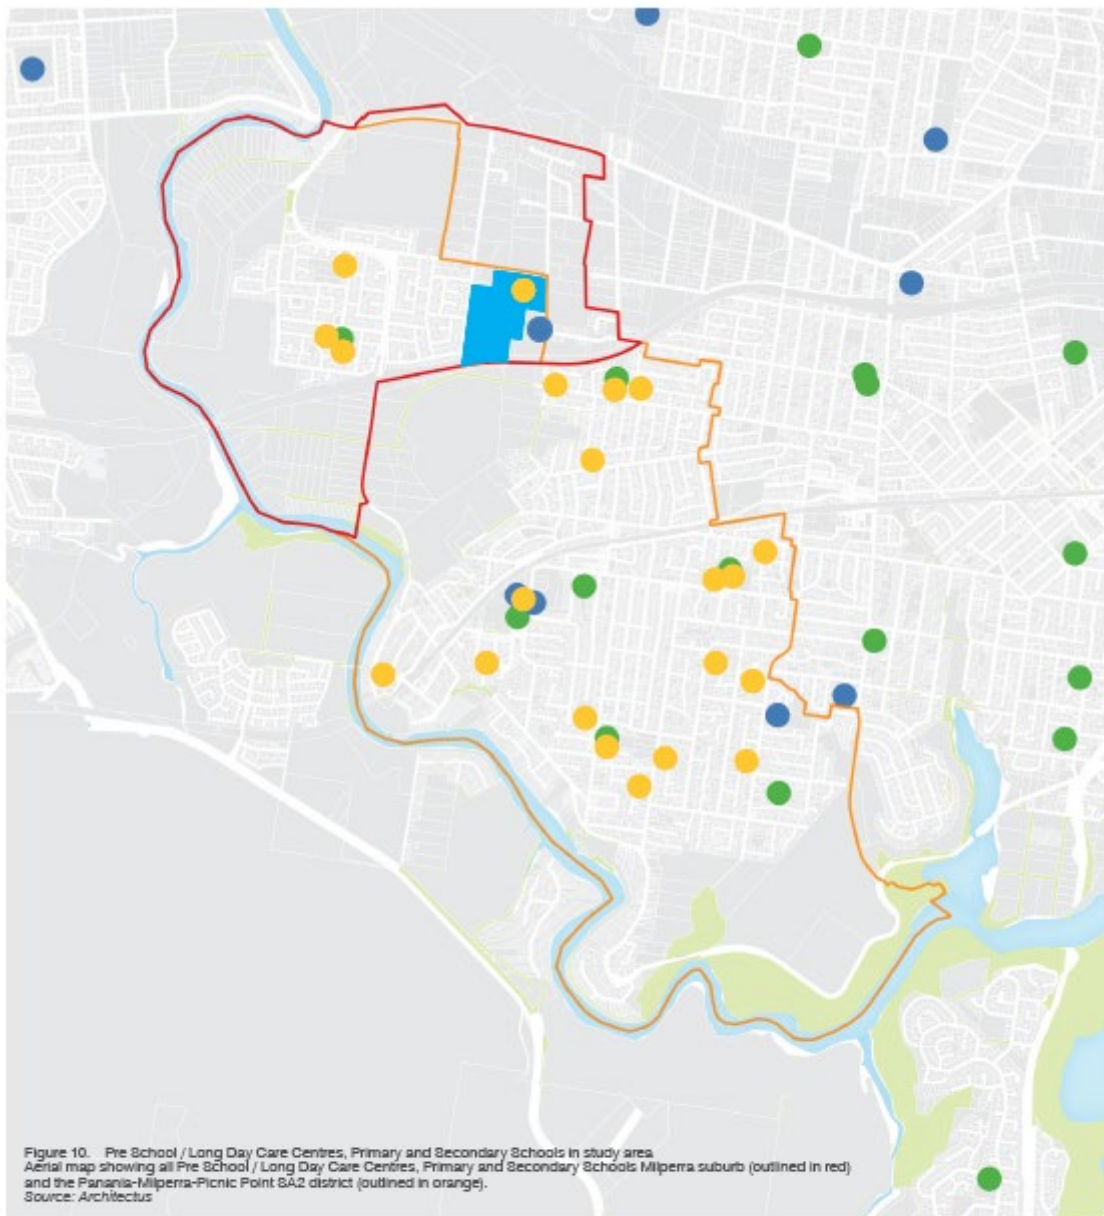 Figure 10. Pre School / Long Day Care Centres, Primary and Secondary Schools in study area
Aerial map showing all Pre School / Long Day Care Centres, Primary and Secondary Schools Milperra suburb (outlined in red)
and the Panania-Milperra-Picnic Point SA2 district (outlined in orange).
Source: Architectus